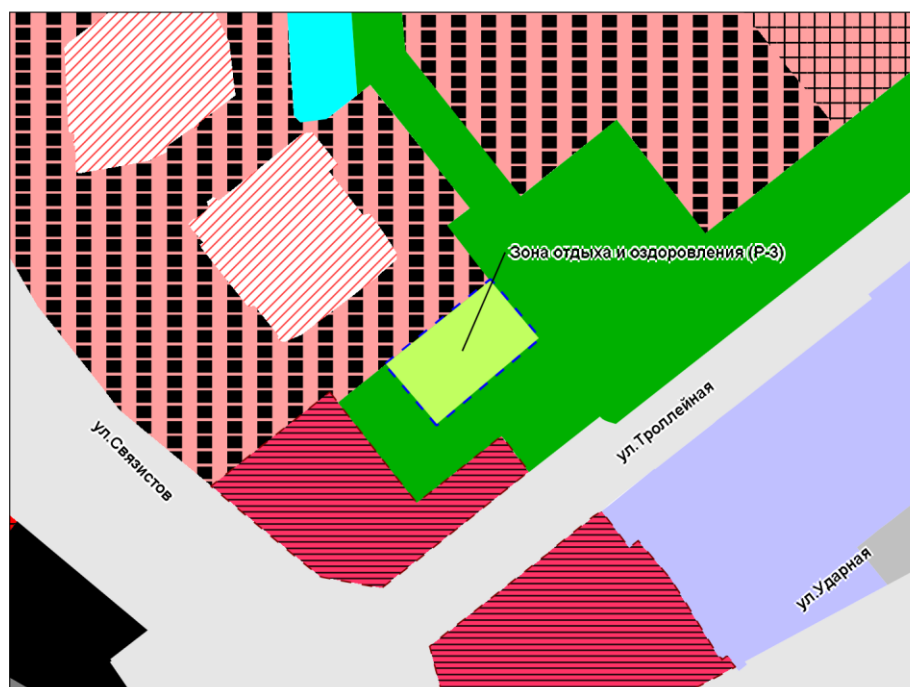 Зона отдыха и оздоровления (Р-3)
ул.Троллейная
ул.Связистов
ул.Ударная